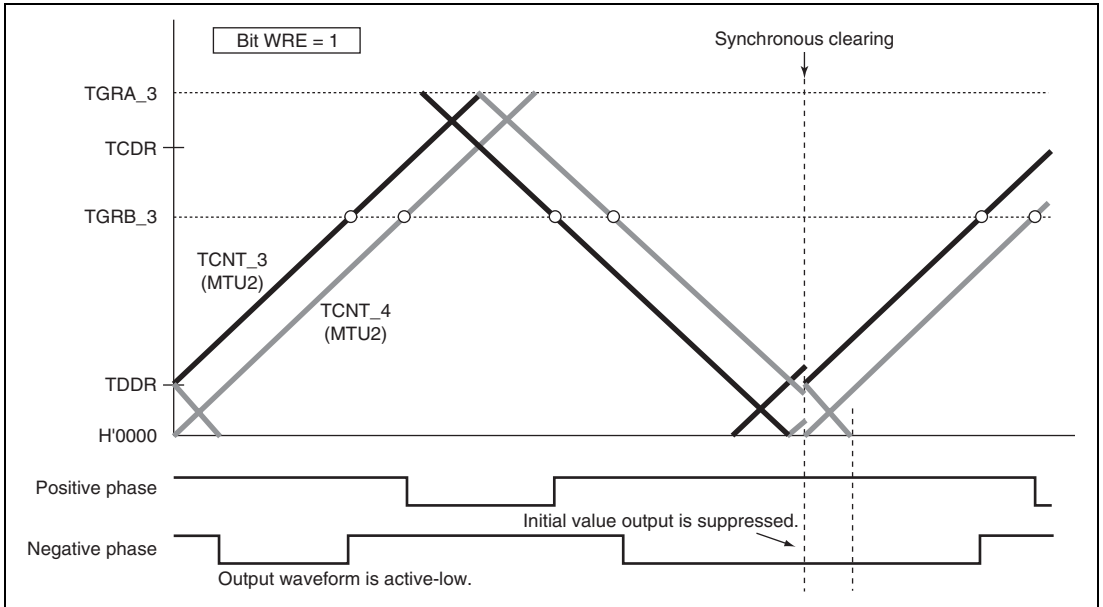 Bit WRE = 1
Synchronous clearing
TGRA_3
TCDR
TGRB_3
TCNT_3
(MTU2)
TCNT_4
(MTU2)
TDDR
H'0000
Positive phase
Initial value output is suppressed.
Negative phase
Output waveform is active-low.